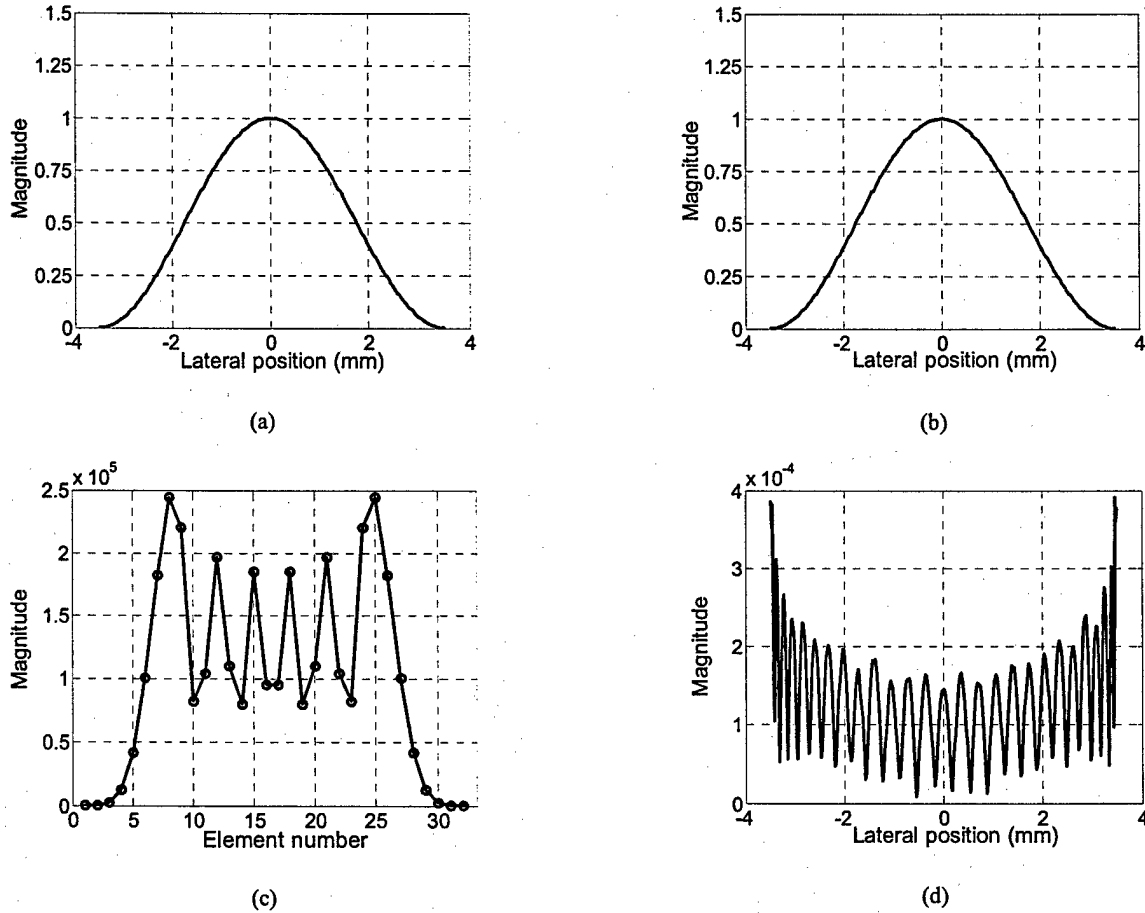 1.5
1.25
1
0.75
0.5
0.25
0
Magnitude
-4 -2 0 2 4
Lateral position (mm)
(a)
1.5
1.25
1
0.75
0.5
0.25
0
Magnitude
-4 -2 0 2 4
Lateral position (mm)
(b)
x 10^5
2.5
2
1.5
1
0.5
0
Magnitude
0 5 10 15 20 25 30
Element number
(c)
x 10^-4
4
3
2
1
0
Magnitude
-4 -2 0 2 4
Lateral position (mm)
(d)